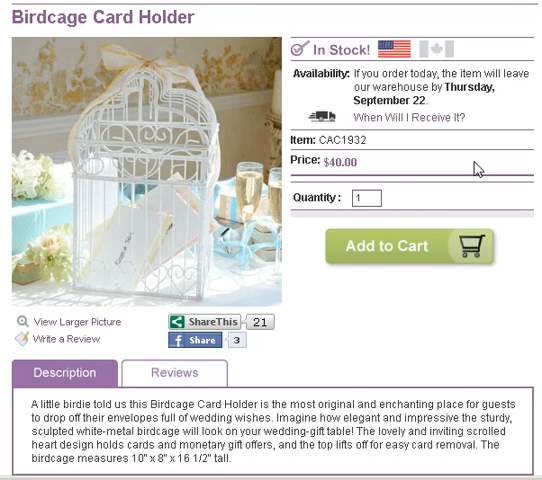 Birdcage Card Holder
In Stock!
Availability: If you order today, the item will leave
our warehouse by Thursday,
September 22.
When Will I Receive It?
Item: CAC1932
Price: $40.00
Quantity: 1
Add to Cart
View Larger Picture
ShareThis 21
Write a Review
Share 3
Description Reviews
A little birdie told us this Birdcage Card Holder is the most original and enchanting place for guests
to drop off their envelopes full of wedding wishes. Imagine how elegant and impressive the sturdy,
sculpted white-metal birdcage will look on your wedding-gift table! The lovely and inviting scrolled
heart design holds cards and monetary gift offers, and the top lifts off for easy card removal. The
birdcage measures 10" x 8" x 16 1/2" tall.